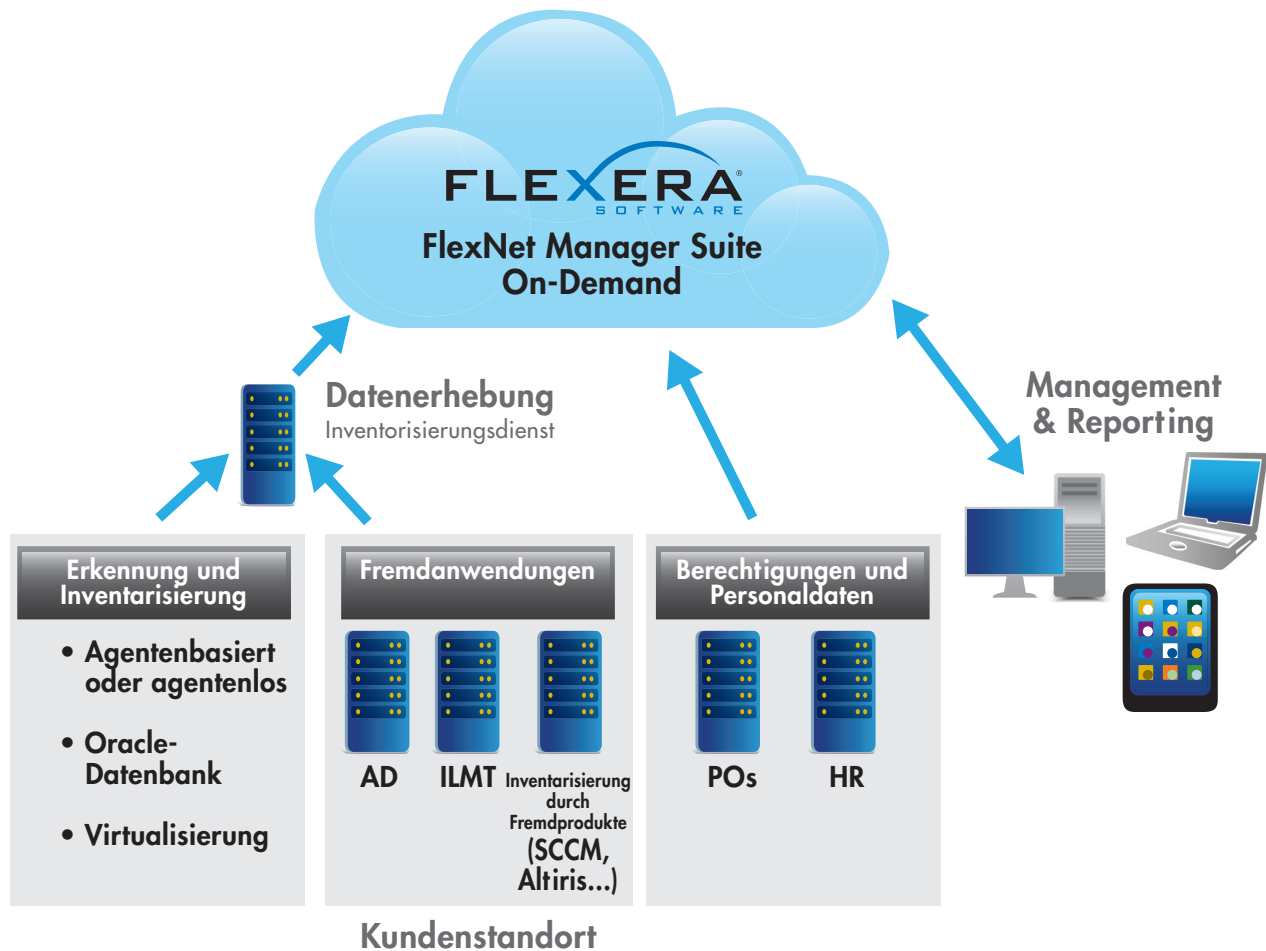 FLEXERA®
SOFTWARE
FlexNet Manager Suite
On-Demand
Datenerhebung
Inventorisierungsdienst
Management
& Reporting
Erkennung und
Inventarisierung
• Agentenbasiert
oder agentenlos
• Oracle-
Datenbank
• Virtualisierung
Fremdanwendungen
AD
ILMT
Inventarisierung
durch
Fremdprodukte
(SCCM,
Altiris...)
Berechtigungen und
Personaldaten
POs
HR
Kundenstandort